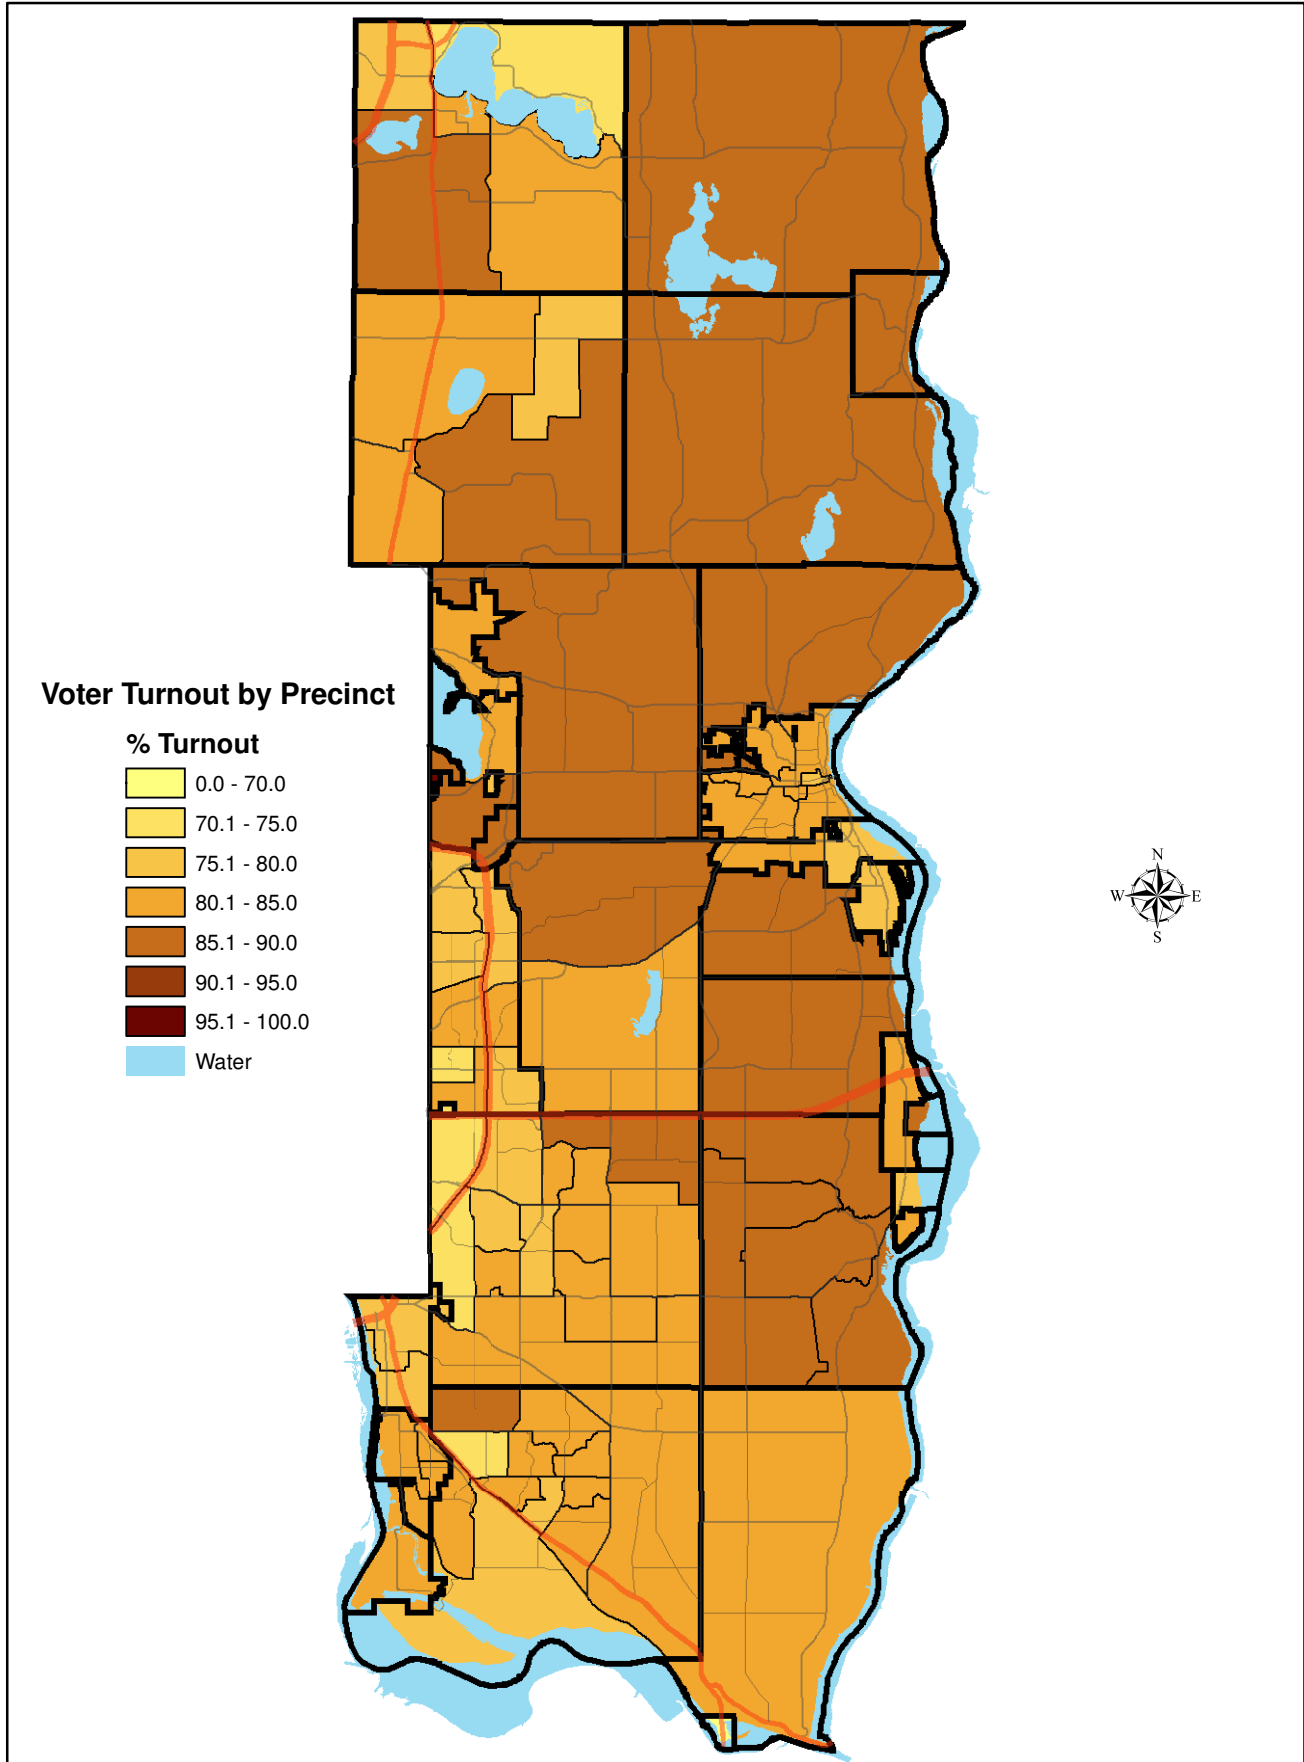 Voter Turnout by Precinct
% Turnout
0.0 - 70.0
70.1 - 75.0
75.1 - 80.0
80.1 - 85.0
85.1 - 90.0
90.1 - 95.0
95.1 - 100.0
Water
N
W E
S